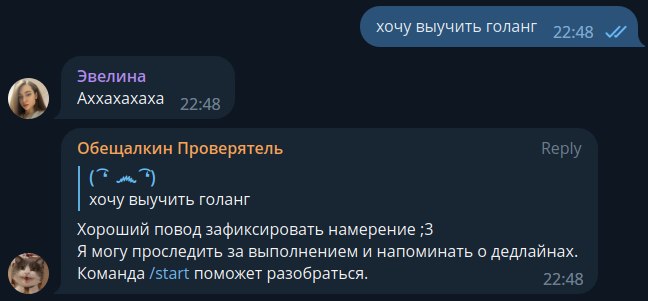 хочу выучить голанг 22:48
Эвелина
Аххахахаха 22:48
Обещалкин Проверятель Reply
( ͡° ෴ ͡°)
хочу выучить голанг
Хороший повод зафиксировать намерение ;3
Я могу проследить за выполнением и напоминать о дедлайнах.
Команда /start поможет разобраться. 22:48